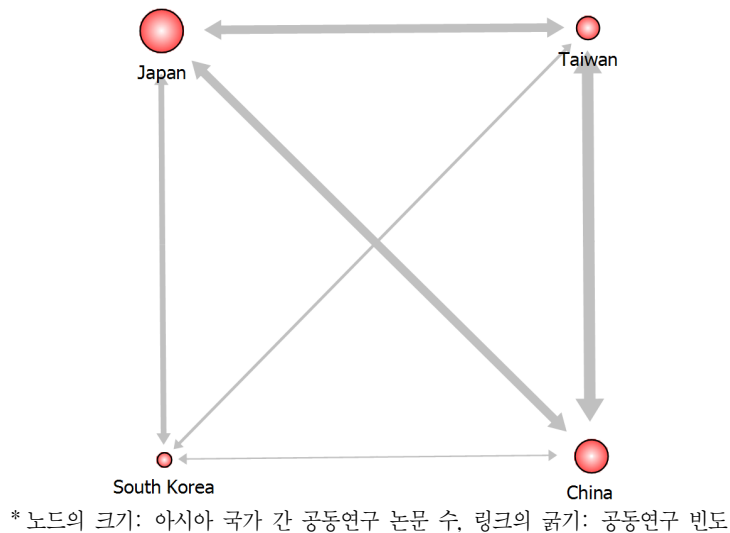 Japan
Taiwan
South Korea
China
* 노드의 크기: 아시아 국가 간 공동연구 논문 수, 링크의 굵기: 공동연구 빈도